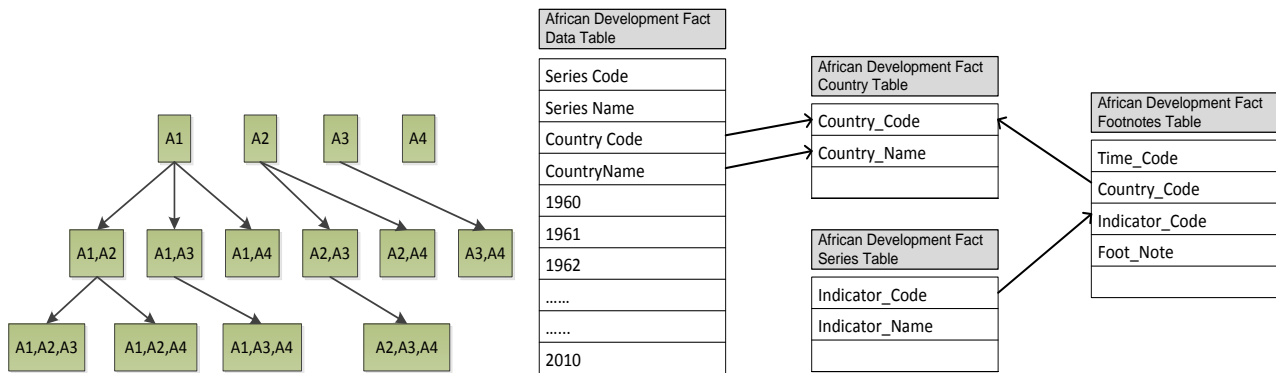 A1
A2
A3
A4
A1,A2
A1,A3
A1,A4
A2,A3
A2,A4
A3,A4
A1,A2,A3
A1,A2,A4
A1,A3,A4
A2,A3,A4
African Development Fact
Data Table
Series Code
Series Name
Country Code
CountryName
1960
1961
1962
......
......
2010
African Development Fact
Country Table
Country_Code
Country_Name
African Development Fact
Series Table
Indicator_Code
Indicator_Name
African Development Fact
Footnotes Table
Time_Code
Country_Code
Indicator_Code
Foot_Note